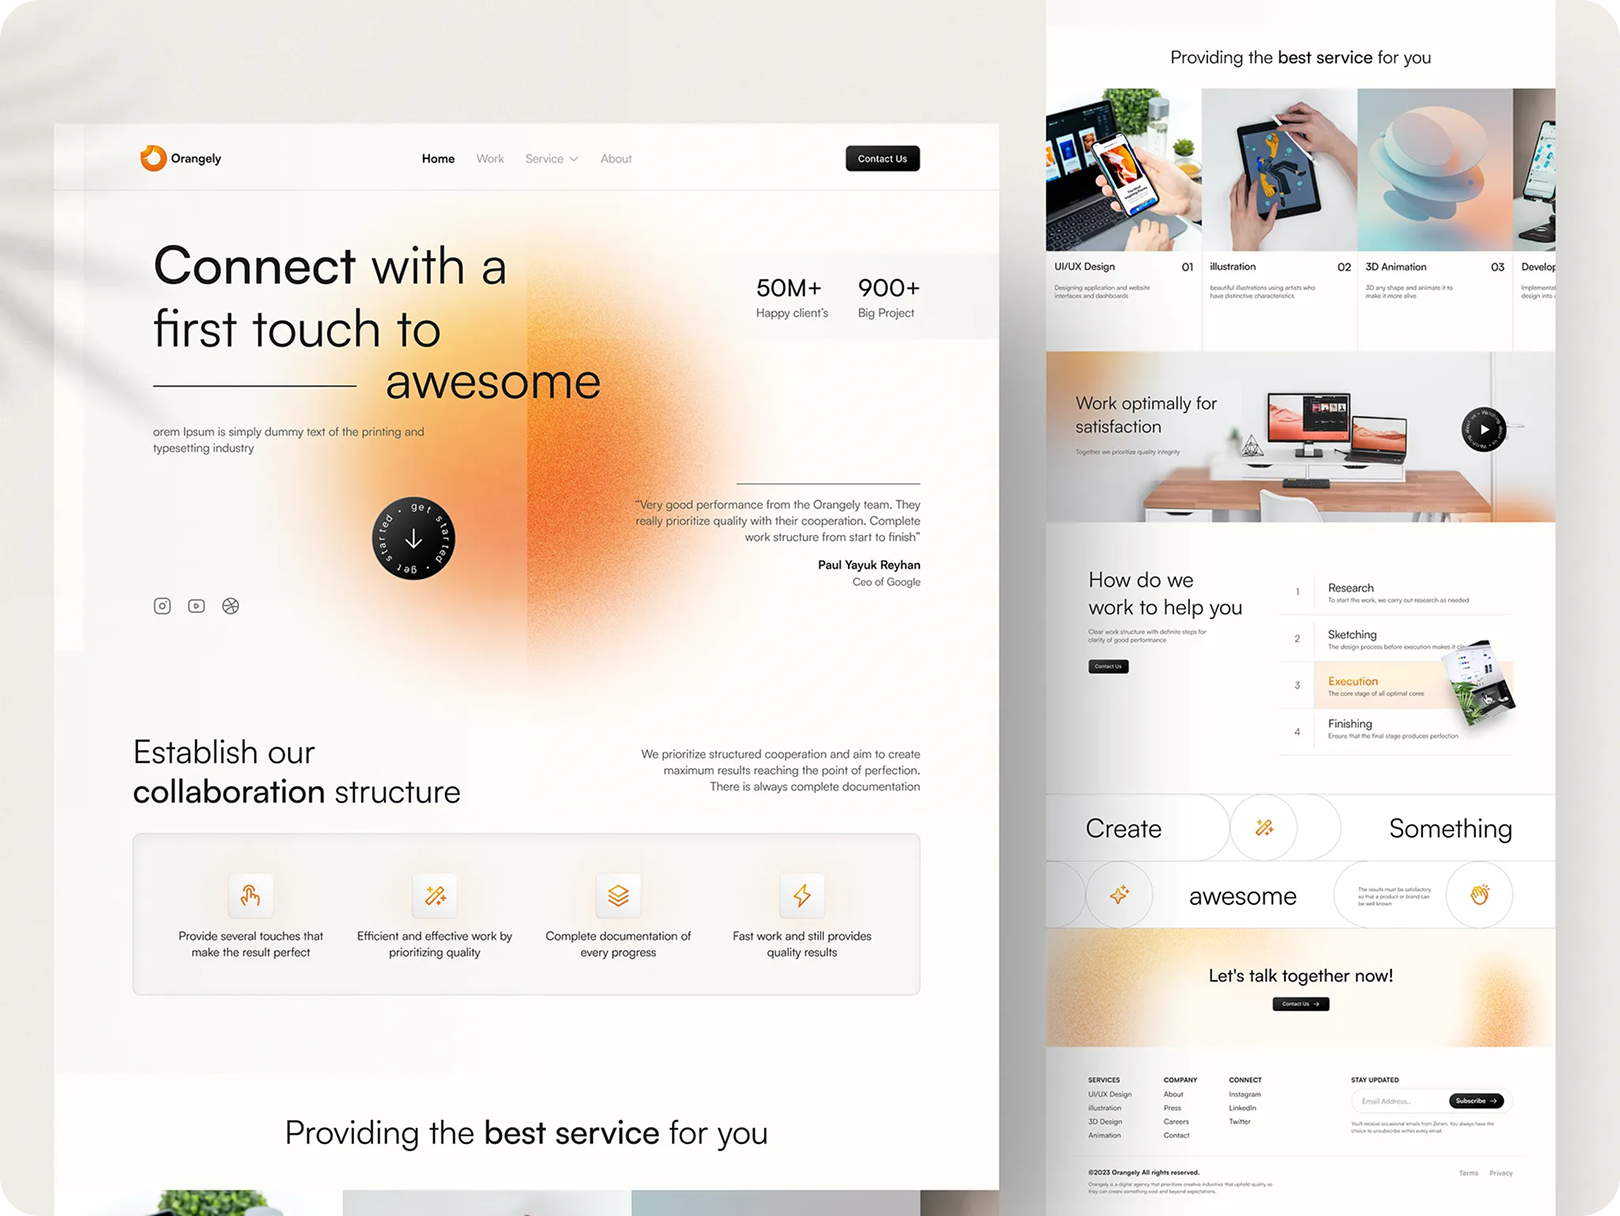 Orangely
Home
Work
Service
About
Contact Us
Connect with a
first touch to
awesome
orem Ipsum is simply dummy text of the printing and
typesetting industry
50M+
Happy client's
900+
Big Project
get started • get started •
“Very good performance from the Orangely team. They
really prioritize quality with their cooperation. Complete
work structure from start to finish”
Paul Yayuk Reyhan
Ceo of Google
Establish our
collaboration structure
We prioritize structured cooperation and aim to create
maximum results reaching the point of perfection.
There is always complete documentation
Provide several touches that
make the result perfect
Efficient and effective work by
prioritizing quality
Complete documentation of
every progress
Fast work and still provides
quality results
Providing the best service for you
Providing the best service for you
UI/UX Design
01
Designing application and website
interfaces and dashboards
illustration
02
beautiful illustrations using artists who
have distinctive characteristics
3D Animation
03
3D any shape and animate it to
make it more alive
Develop
Implementat
design into
Work optimally for
satisfaction
Together we prioritize quality integrity
How do we
work to help you
Clear work structure with definite steps for
clarity of good performance
Contact Us
1
Research
To start the work, we carry out research as needed
2
Sketching
The design process before execution makes it
3
Execution
The core stage of all optimal cores
4
Finishing
Ensure that the final stage produces perfection
Create
Something
awesome
The results must be satisfactory
so that a product or brand can
be well known
Let's talk together now!
Contact Us
SERVICES
UI/UX Design
illustration
3D Design
Animation
COMPANY
About
Press
Careers
Contact
CONNECT
Instagram
LinkedIn
Twitter
STAY UPDATED
Email Address...
Subscribe
You'll receive occasional emails from Zenen. You always have the
choice to unsubscribe within every email.
©2023 Orangely All rights reserved.
Orangely is a digital agency that prioritizes creative industries that uphold quality so
they can create something cool and beyond expectations.
Terms
Privacy